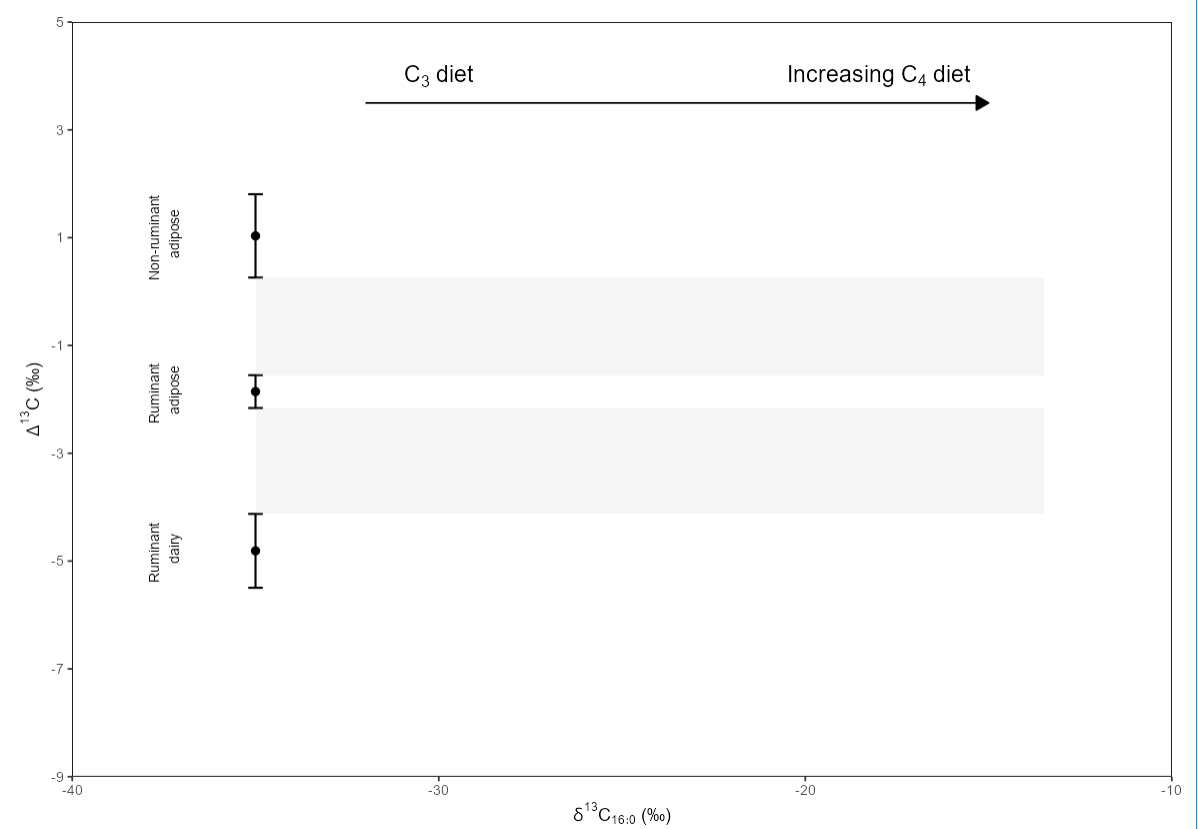 5
C₃ diet
Increasing C₄ diet
3
Non-ruminant
adipose
1
-1
Ruminant
adipose
Δ¹³C (‰)
-3
Ruminant
dairy
-5
-7
-9
-40
-30
-20
-10
δ¹³C₁₆:₀ (‰)